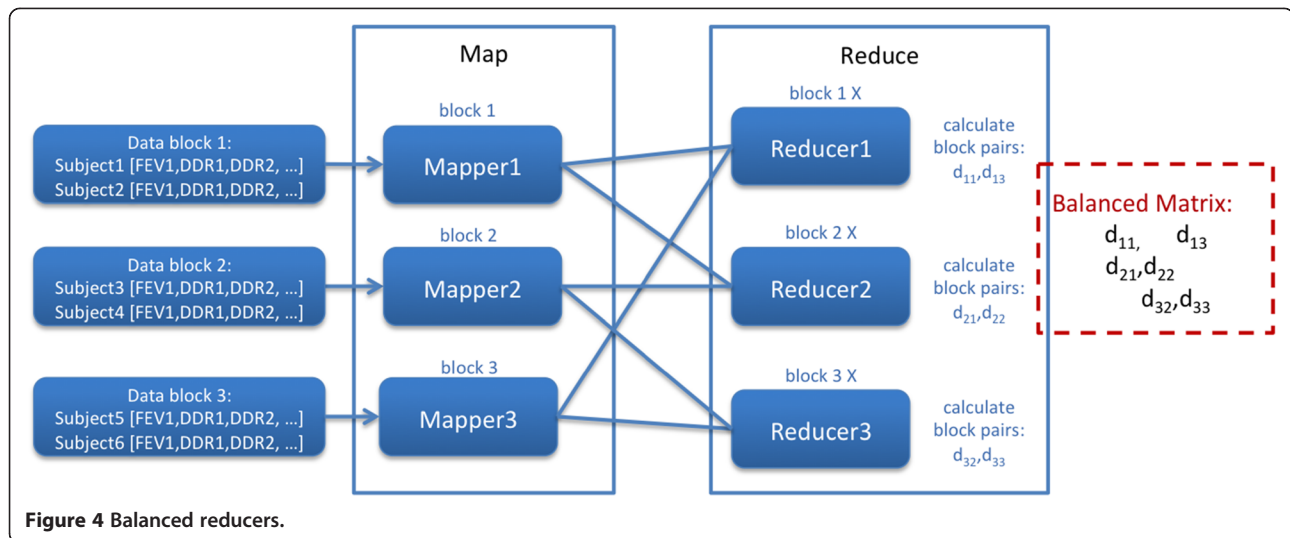 Map
Reduce
Data block 1:
Subject1 [FEV1,DDR1,DDR2, ...]
Subject2 [FEV1,DDR1,DDR2, ...]
block 1
Mapper1
block 1 X
Reducer1
calculate
block pairs:
d11,d13
Data block 2:
Subject3 [FEV1,DDR1,DDR2, ...]
Subject4 [FEV1,DDR1,DDR2, ...]
block 2
Mapper2
block 2 X
Reducer2
calculate
block pairs:
d21,d22
Data block 3:
Subject5 [FEV1,DDR1,DDR2, ...]
Subject6 [FEV1,DDR1,DDR2, ...]
block 3
Mapper3
block 3 X
Reducer3
calculate
block pairs:
d32,d33
Balanced Matrix:
d11, d13
d21,d22
d32,d33
Figure 4 Balanced reducers.